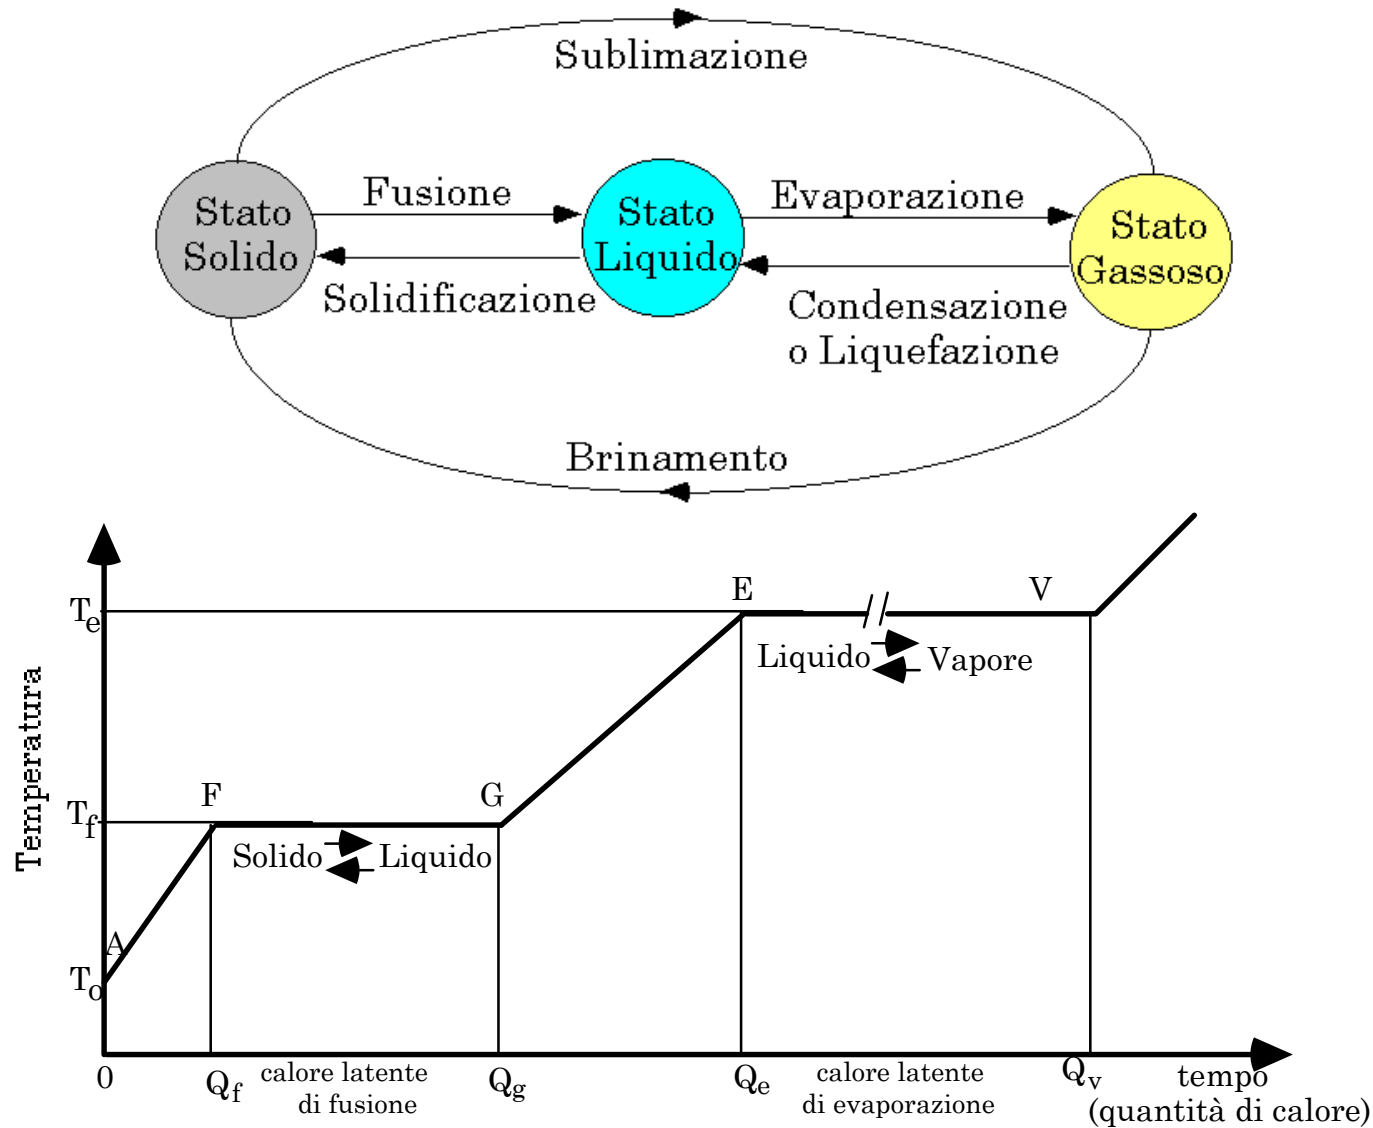 Sublimazione
Fusione
Evaporazione
Stato
Solido
Stato
Liquido
Stato
Gassoso
Solidificazione
Condensazione
o Liquefazione
Brinamento
E
V
Te
Liquido
Vapore
Temperatura
F
G
Tf
Solido
Liquido
A
To
0
Qf
calore latente
di fusione
Qg
Qe
calore latente
di evaporazione
Qv
tempo
(quantità di calore)